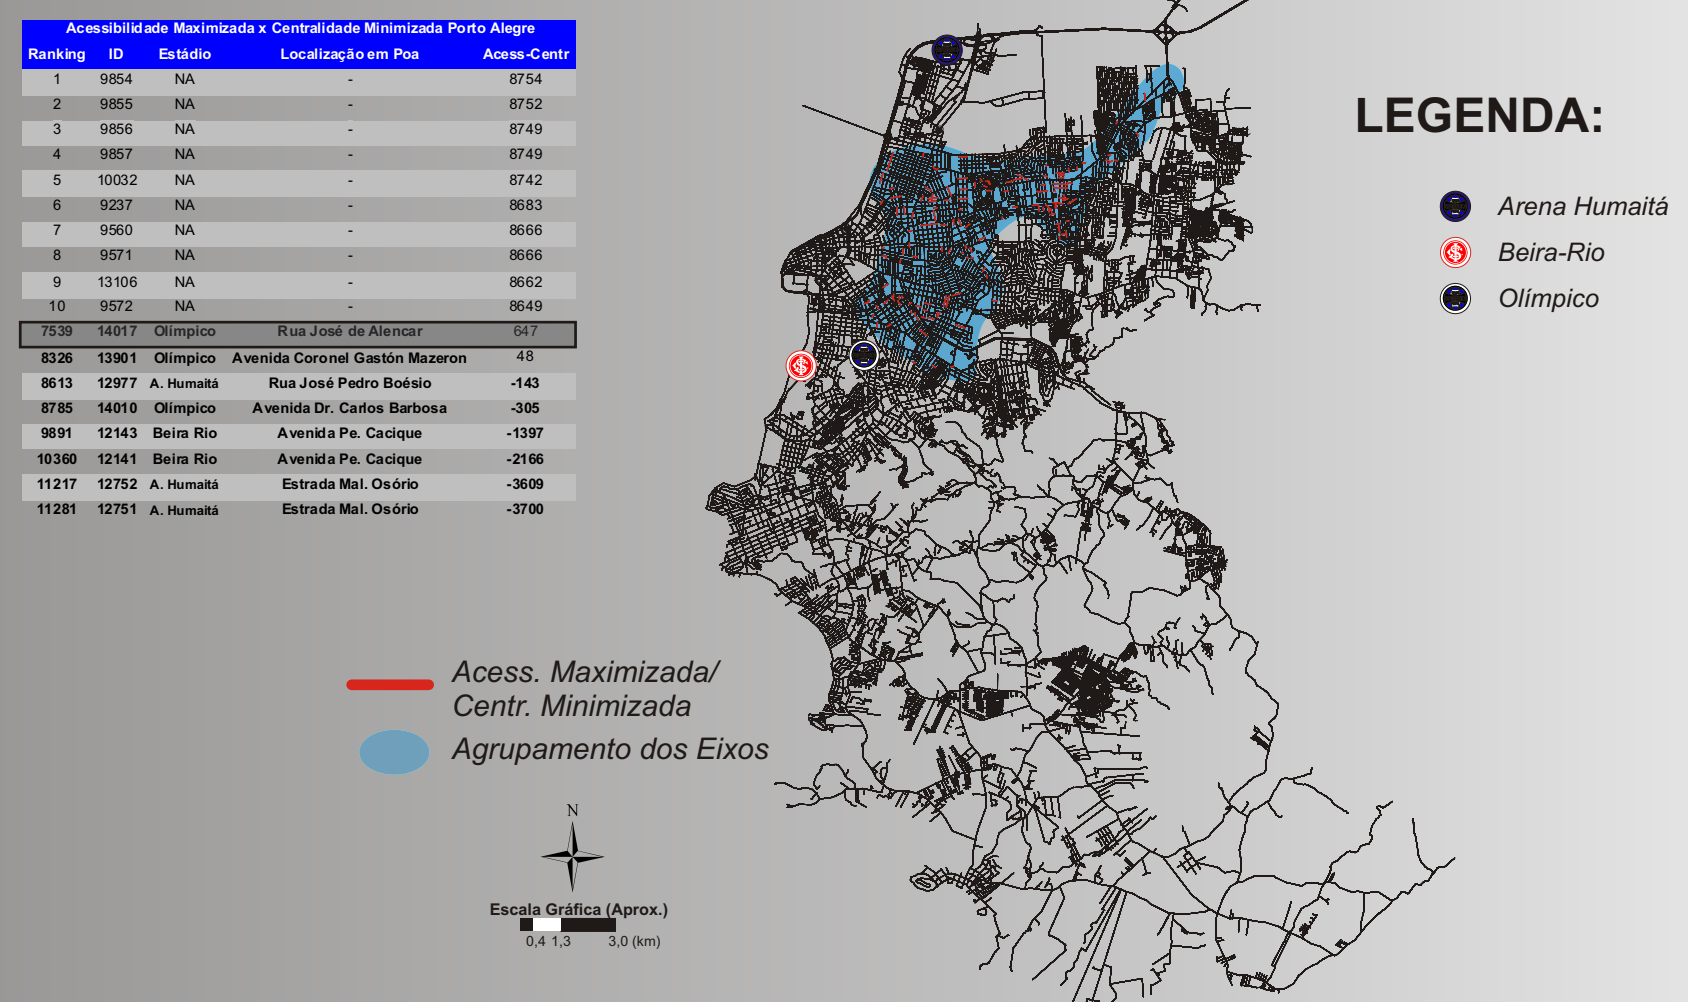 Acessibilidade Maximizada x Centralidade Minimizada Porto Alegre
Ranking ID Estádio Localização em Poa Acess-Centr
1 9854 NA - 8754
2 9855 NA - 8752
3 9856 NA - 8749
4 9857 NA - 8749
5 10032 NA - 8742
6 9237 NA - 8683
7 9560 NA - 8666
8 9571 NA - 8666
9 13106 NA - 8662
10 9572 NA - 8649
7539 14017 Olímpico Rua José de Alencar 647
8326 13901 Olímpico Avenida Coronel Gastón Mazeron 48
8613 12977 A. Humaitá Rua José Pedro Boésio -143
8785 14010 Olímpico Avenida Dr. Carlos Barbosa -305
9891 12143 Beira Rio Avenida Pe. Cacique -1397
10360 12141 Beira Rio Avenida Pe. Cacique -2166
11217 12752 A. Humaitá Estrada Mal. Osório -3609
11281 12751 A. Humaitá Estrada Mal. Osório -3700
LEGENDA:
Arena Humaitá
Beira-Rio
Olímpico
Acess. Maximizada/
Centr. Minimizada
Agrupamento dos Eixos
N
Escala Gráfica (Aprox.)
0,4 1,3 3,0 (km)